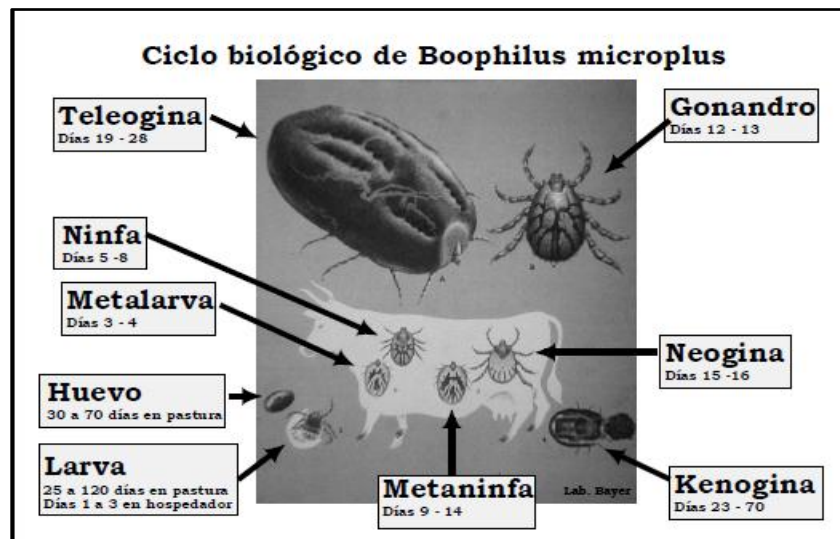 Ciclo biológico de Boophilus microplus
Teleogina
Días 19 - 28
Gonandro
Días 12 - 13
Ninfa
Días 5 -8
Metalarva
Días 3 - 4
Neogina
Días 15 -16
Huevo
30 a 70 días en pastura
Larva
25 a 120 días en pastura
Días 1 a 3 en hospedador
Metaninfa
Días 9 - 14
Lab. Bayer
Kenogina
Días 23 - 70